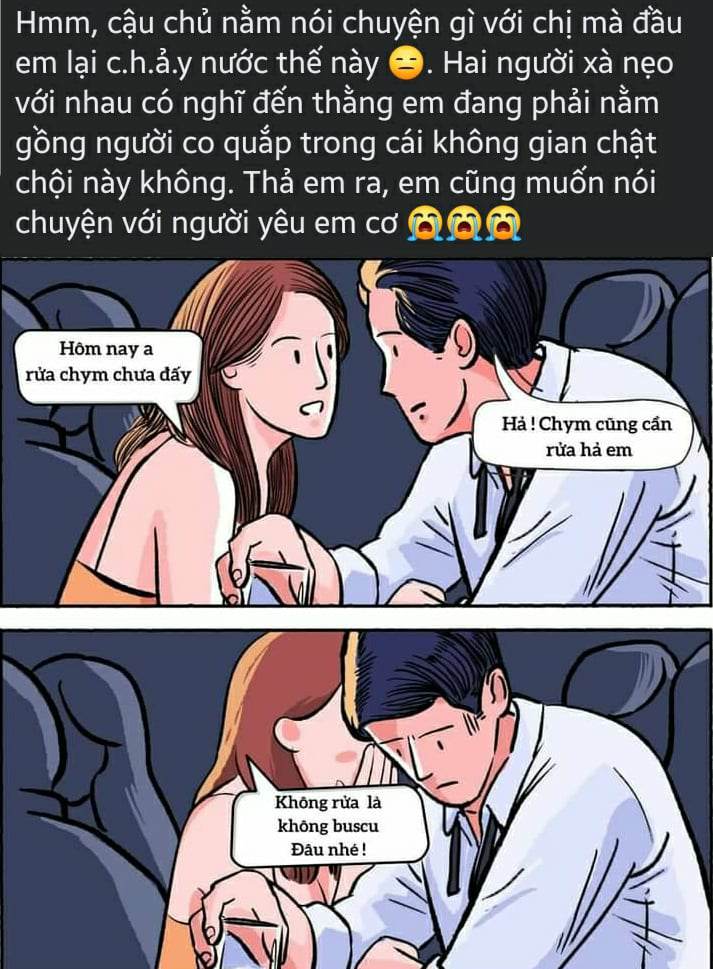 Hmm, cậu chủ nằm nói chuyện gì với chị mà đầu
em lại c.h.ả.y nước thế này 😑. Hai người xà nẹo
với nhau có nghĩ đến thằng em đang phải nằm
gồng người co quắp trong cái không gian chật
chội này không. Thả em ra, em cũng muốn nói
chuyện với người yêu em cơ 😭😭😭
Hôm nay a
rửa chym chưa đấy
Hả ! Chym cũng cần
rửa hả em
Không rửa là
không buscu
Đâu nhé !